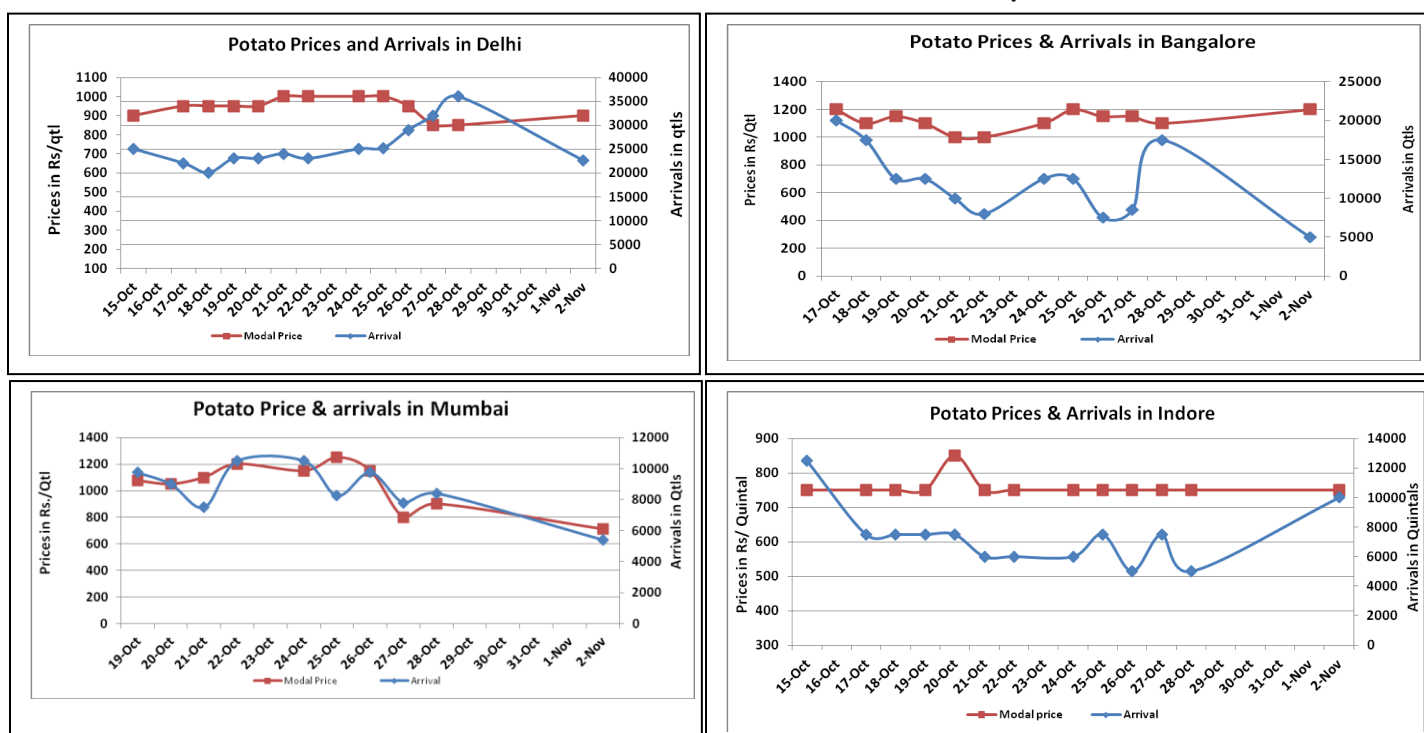 Potato Prices and Arrivals in Delhi
Prices in Rs/qtl
1100
1000
900
800
700
600
500
400
300
200
100
40000
35000
30000
25000
20000
15000
10000
5000
0
Arrivals in qtls
15-Oct
16-Oct
17-Oct
18-Oct
19-Oct
20-Oct
21-Oct
22-Oct
23-Oct
24-Oct
25-Oct
26-Oct
27-Oct
28-Oct
29-Oct
30-Oct
31-Oct
1-Nov
2-Nov
Modal Price
Arrival
Potato Prices & Arrivals in Bangalore
Prices in Rs/Qtl
1400
1200
1000
800
600
400
200
0
25000
20000
15000
10000
5000
0
Arrivals in Qtls
17-Oct
18-Oct
19-Oct
20-Oct
21-Oct
22-Oct
23-Oct
24-Oct
25-Oct
26-Oct
27-Oct
28-Oct
29-Oct
30-Oct
31-Oct
1-Nov
2-Nov
Modal Price
Arrival
Potato Price & arrivals in Mumbai
Prices in Rs./Qtl
1400
1200
1000
800
600
400
200
0
12000
10000
8000
6000
4000
2000
0
Arrivals in Qtls
19-Oct
20-Oct
21-Oct
22-Oct
23-Oct
24-Oct
25-Oct
26-Oct
27-Oct
28-Oct
29-Oct
30-Oct
31-Oct
1-Nov
2-Nov
Modal Price
Arrival
Potato Prices & Arrivals in Indore
Prices in Rs/ Quintal
900
800
700
600
500
400
300
14000
12000
10000
8000
6000
4000
2000
0
Arrivals in Quintals
15-Oct
16-Oct
17-Oct
18-Oct
19-Oct
20-Oct
21-Oct
22-Oct
23-Oct
24-Oct
25-Oct
26-Oct
27-Oct
28-Oct
29-Oct
30-Oct
31-Oct
1-Nov
2-Nov
Modal price
Arrival